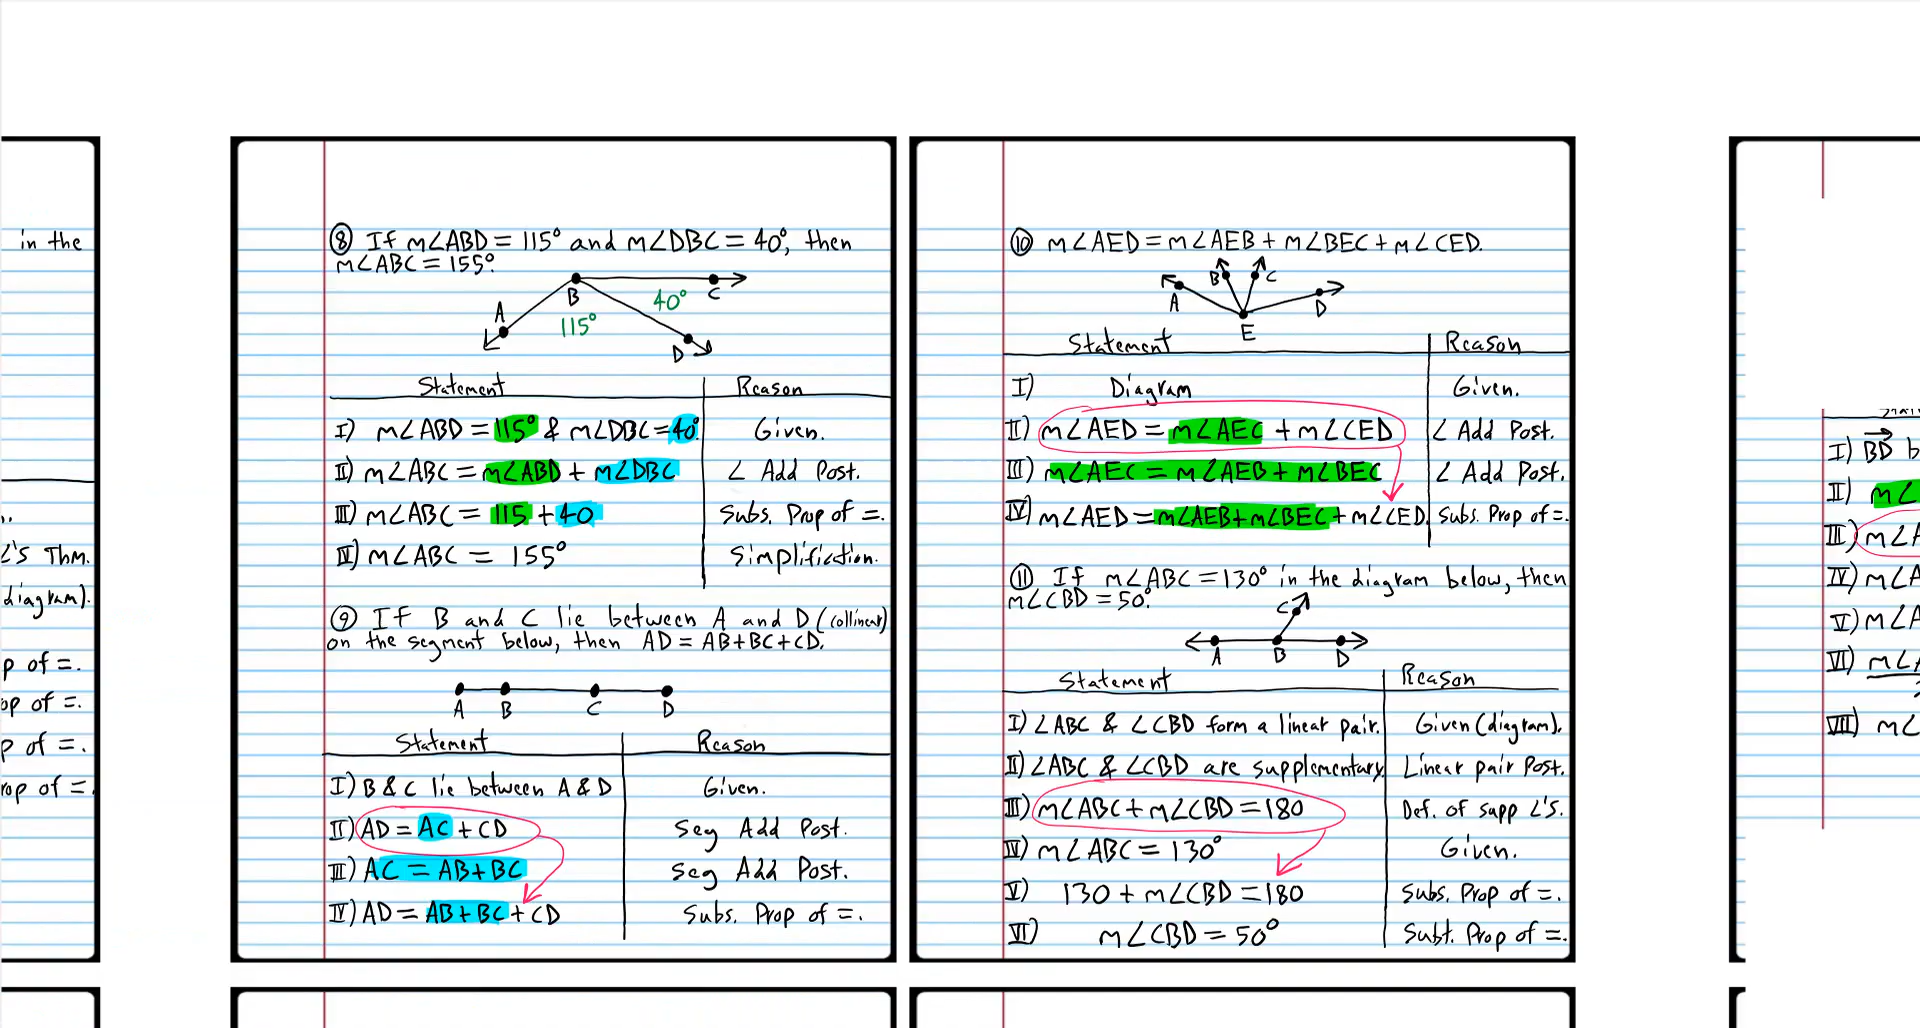 in the
∠'s Thm.
diagram).
p of =.
op of =.
p of =.
rop of =.
⑧ If m∠ABD = 115° and m∠DBC = 40°, then
m∠ABC = 155°.
B
C
A
D
40°
115°
Statement Reason
I) m∠ABD = 115° & m∠DBC = 40° Given.
II) m∠ABC = m∠ABD + m∠DBC ∠ Add Post.
III) m∠ABC = 115 + 40 Subs. Prop of =.
IV) m∠ABC = 155° Simplification.
⑨ If B and C lie between A and D (collinear)
on the segment below, then AD = AB+BC+CD.
A B C D
Statement Reason
I) B & C lie between A & D Given.
II) AD = AC + CD Seg Add Post.
III) AC = AB+BC Seg Add Post.
IV) AD = AB+BC+CD Subs. Prop of =.
⑩ m∠AED = m∠AEB + m∠BEC + m∠CED.
A
B
C
D
E
Statement Reason
I) Diagram Given.
II) m∠AED = m∠AEC + m∠CED ∠ Add Post.
III) m∠AEC = m∠AEB + m∠BEC ∠ Add Post.
IV) m∠AED = m∠AEB+m∠BEC+m∠CED. Subs. Prop of =.
⑪ If m∠ABC = 130° in the diagram below, then
m∠CBD = 50°.
C
A B D
Statement Reason
I) ∠ABC & ∠CBD form a linear pair. Given (diagram).
II) ∠ABC & ∠CBD are supplementary Linear pair Post.
III) m∠ABC + m∠CBD = 180 Def. of supp ∠'s.
IV) m∠ABC = 130° Given.
V) 130 + m∠CBD = 180 Subs. Prop of =.
VI) m∠CBD = 50° Subt. Prop of =.
I) BD b
II) m∠
III) m∠A
IV) m∠A
V) m∠A
VI) m∠A
VII) m∠